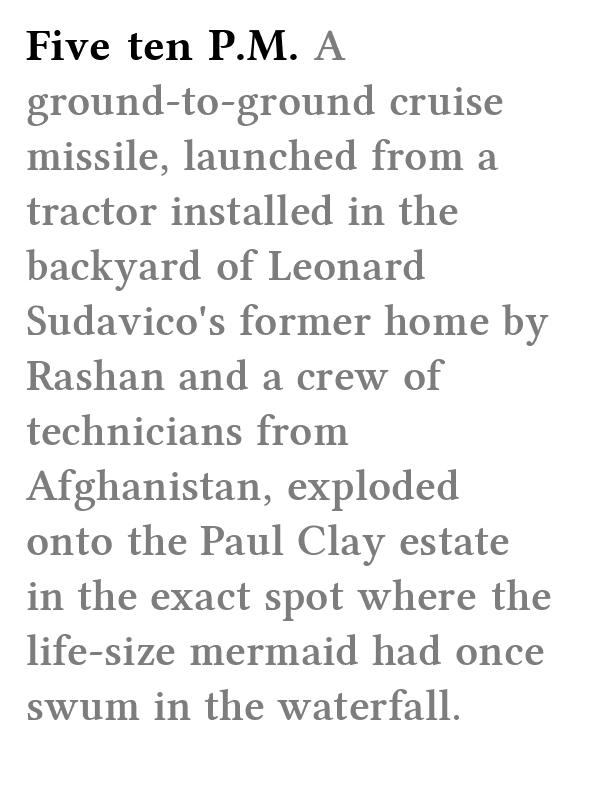 Five ten P.M. A
ground-to-ground cruise
missile, launched from a
tractor installed in the
backyard of Leonard
Sudavico's former home by
Rashan and a crew of
technicians from
Afghanistan, exploded
onto the Paul Clay estate
in the exact spot where the
life-size mermaid had once
swum in the waterfall.